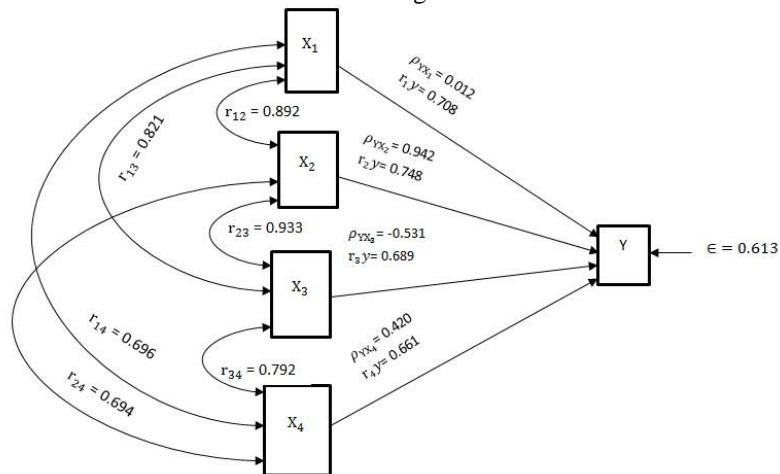 X₁
ρYX₁ = 0.012
r₁y= 0.708
r₁₂ = 0.892
r₁₃ = 0.821
X₂
ρYX₂ = 0.942
r₂y= 0.748
r₂₃ = 0.933
ρYX₃ = -0.531
r₃y= 0.689
Y
∈ = 0.613
X₃
r₁₄ = 0.696
r₃₄ = 0.792
ρYX₄ = 0.420
r₄y= 0.661
r₂₄ = 0.694
X₄